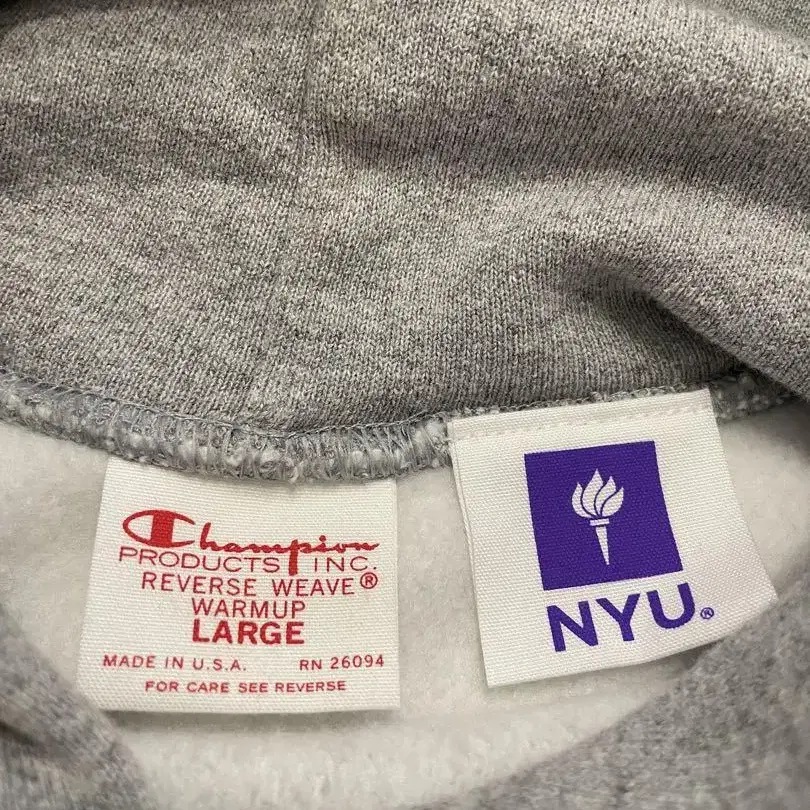 Champion
PRODUCTS INC.
REVERSE WEAVE®
WARMUP
LARGE
MADE IN U.S.A. RN 26094
FOR CARE SEE REVERSE
NYU®